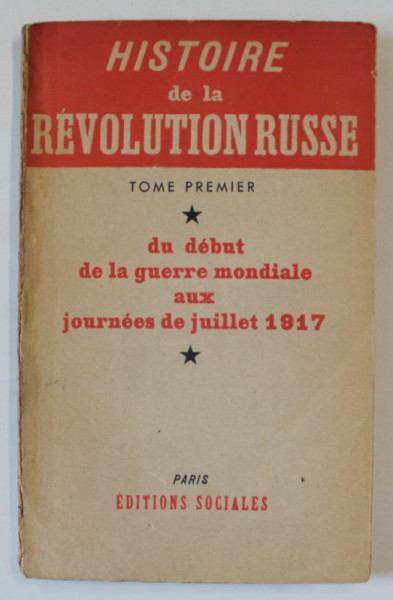 HISTOIRE
de la
RÉVOLUTION RUSSE
TOME PREMIER
du début
de la guerre mondiale
aux
journées de juillet 1917
PARIS
ÉDITIONS SOCIALES